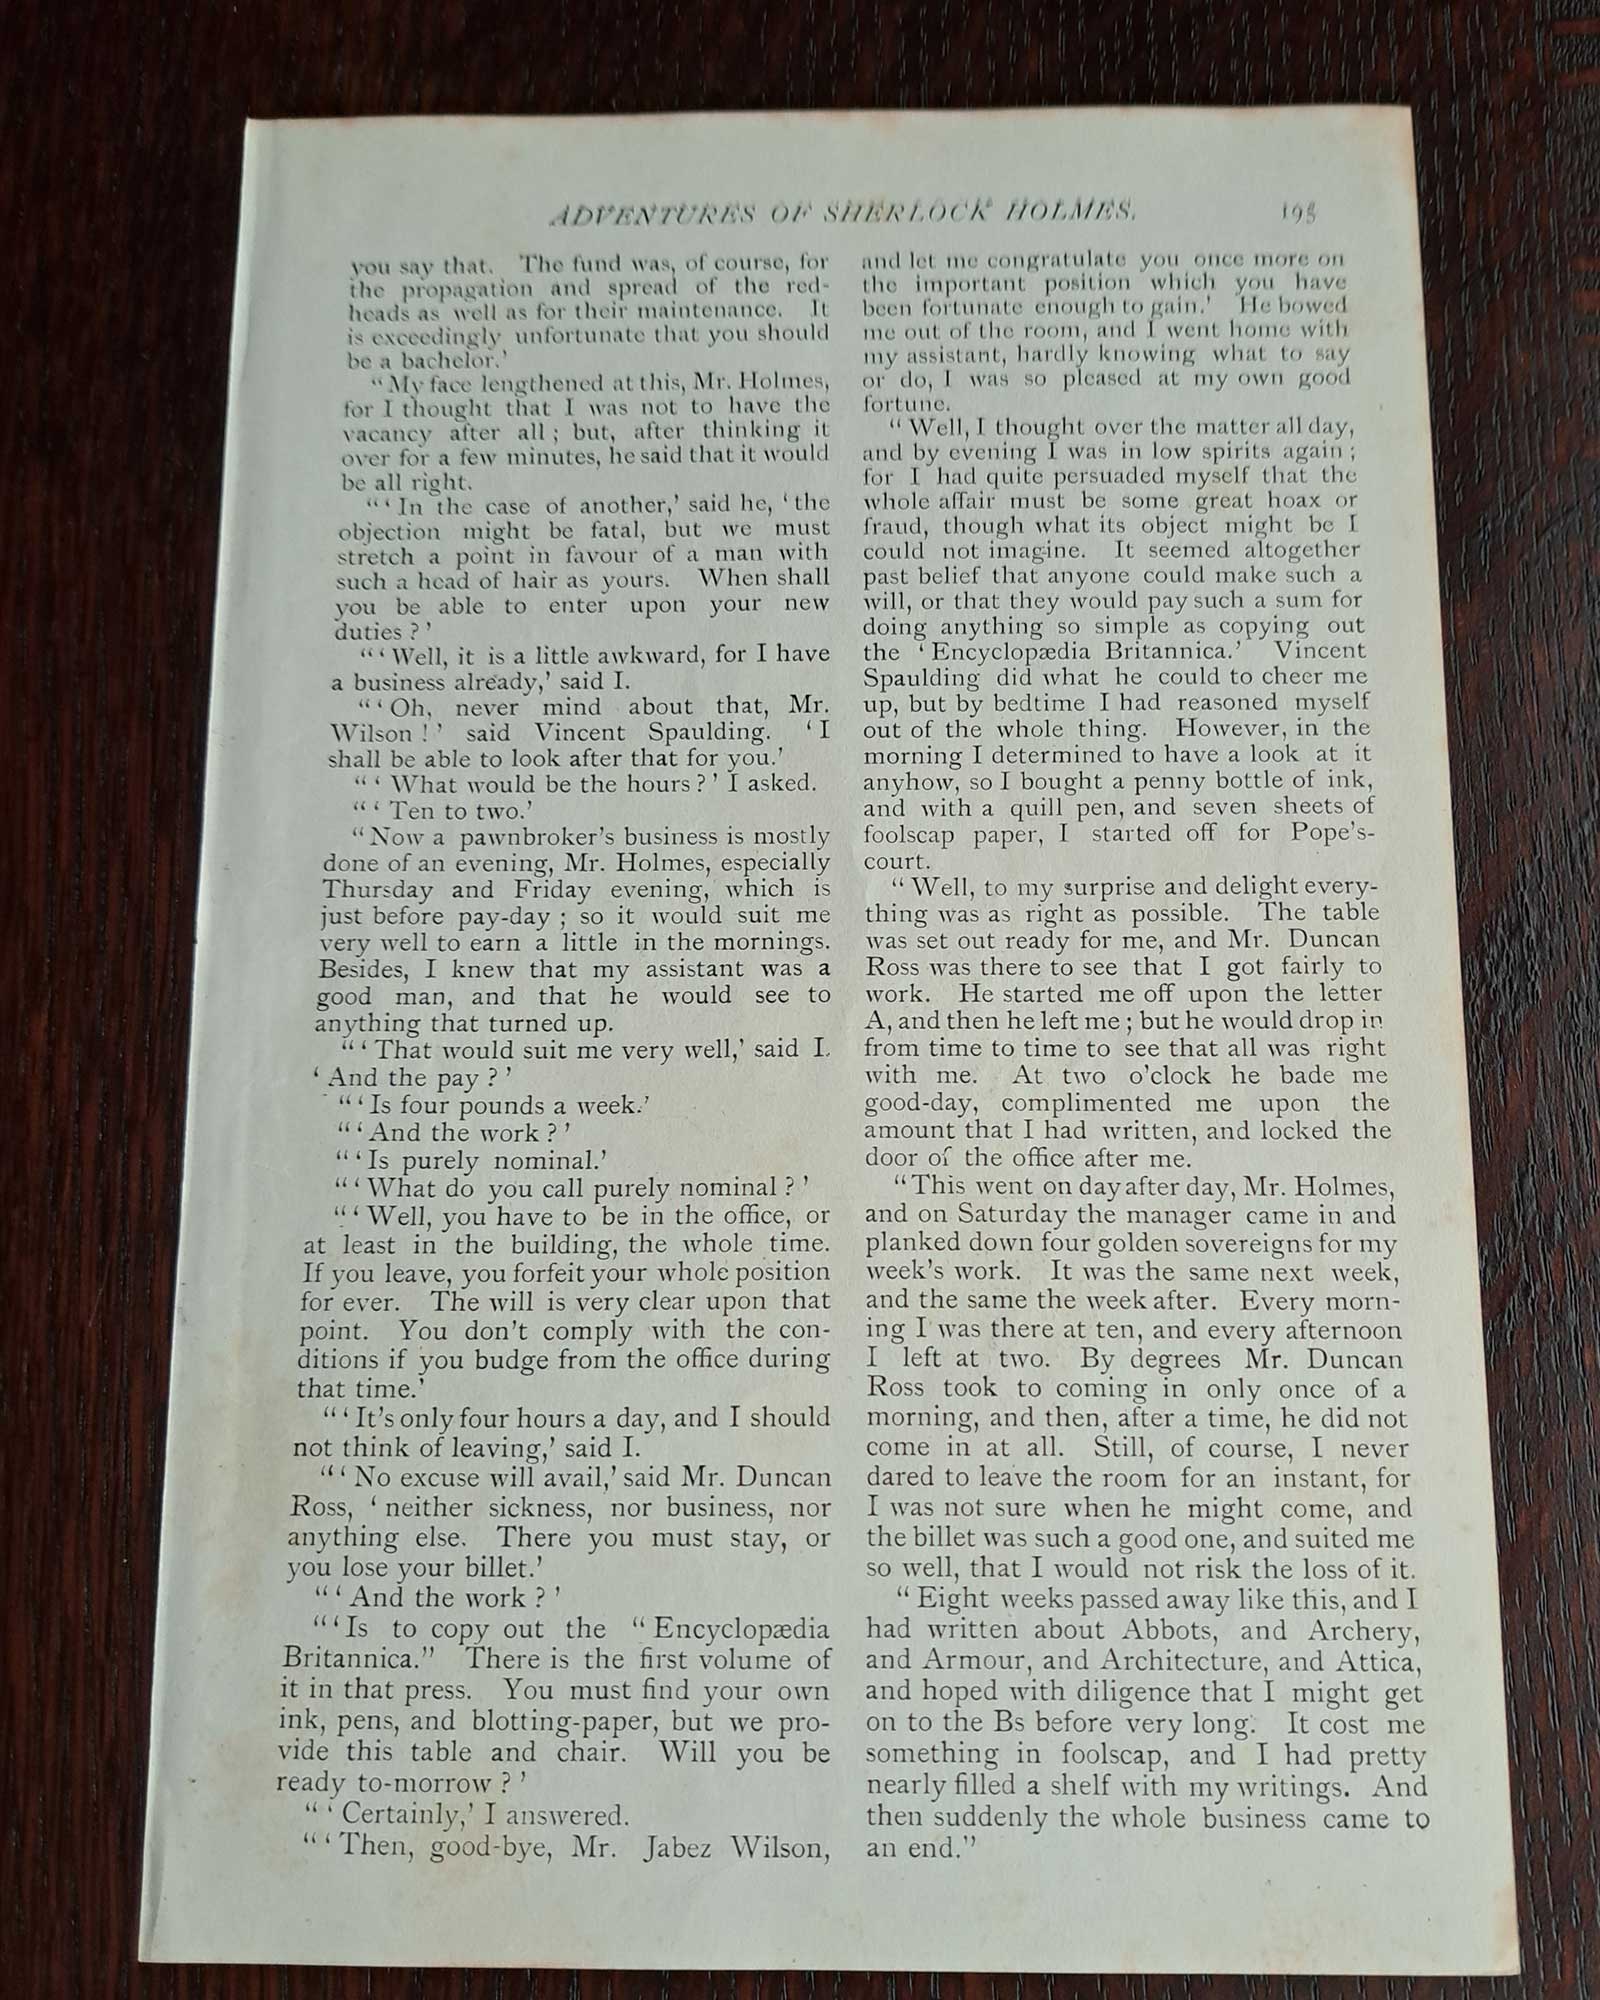 ADVENTURES OF SHERLOCK HOLMES. 195
you say that. The fund was, of course, for
the propagation and spread of the red-
heads as well as for their maintenance. It
is exceedingly unfortunate that you should
be a bachelor.'
"My face lengthened at this, Mr. Holmes,
for I thought that I was not to have the
vacancy after all ; but, after thinking it
over for a few minutes, he said that it would
be all right.
"'In the case of another,' said he, 'the
objection might be fatal, but we must
stretch a point in favour of a man with
such a head of hair as yours. When shall
you be able to enter upon your new
duties ?'
"'Well, it is a little awkward, for I have
a business already,' said I.
"'Oh, never mind about that, Mr.
Wilson !' said Vincent Spaulding. 'I
shall be able to look after that for you.'
"'What would be the hours ?' I asked.
"'Ten to two.'
"Now a pawnbroker's business is mostly
done of an evening, Mr. Holmes, especially
Thursday and Friday evening, which is
just before pay-day ; so it would suit me
very well to earn a little in the mornings.
Besides, I knew that my assistant was a
good man, and that he would see to
anything that turned up.
"'That would suit me very well,' said I.
'And the pay ?'
"'Is four pounds a week.'
"'And the work ?'
"'Is purely nominal.'
"'What do you call purely nominal ?'
"'Well, you have to be in the office, or
at least in the building, the whole time.
If you leave, you forfeit your whole position
for ever. The will is very clear upon that
point. You don't comply with the con-
ditions if you budge from the office during
that time.'
"'It's only four hours a day, and I should
not think of leaving,' said I.
"'No excuse will avail,' said Mr. Duncan
Ross, 'neither sickness, nor business, nor
anything else. There you must stay, or
you lose your billet.'
"'And the work ?'
"'Is to copy out the "Encyclopædia
Britannica." There is the first volume of
it in that press. You must find your own
ink, pens, and blotting-paper, but we pro-
vide this table and chair. Will you be
ready to-morrow ?'
"'Certainly,' I answered.
"'Then, good-bye, Mr. Jabez Wilson,
and let me congratulate you once more on
the important position which you have
been fortunate enough to gain.' He bowed
me out of the room, and I went home with
my assistant, hardly knowing what to say
or do, I was so pleased at my own good
fortune.
"Well, I thought over the matter all day,
and by evening I was in low spirits again ;
for I had quite persuaded myself that the
whole affair must be some great hoax or
fraud, though what its object might be I
could not imagine. It seemed altogether
past belief that anyone could make such a
will, or that they would pay such a sum for
doing anything so simple as copying out
the 'Encyclopædia Britannica.' Vincent
Spaulding did what he could to cheer me
up, but by bedtime I had reasoned myself
out of the whole thing. However, in the
morning I determined to have a look at it
anyhow, so I bought a penny bottle of ink,
and with a quill pen, and seven sheets of
foolscap paper, I started off for Pope's-
court.
"Well, to my surprise and delight every-
thing was as right as possible. The table
was set out ready for me, and Mr. Duncan
Ross was there to see that I got fairly to
work. He started me off upon the letter
A, and then he left me ; but he would drop in
from time to time to see that all was right
with me. At two o'clock he bade me
good-day, complimented me upon the
amount that I had written, and locked the
door of the office after me.
"This went on day after day, Mr. Holmes,
and on Saturday the manager came in and
planked down four golden sovereigns for my
week's work. It was the same next week,
and the same the week after. Every morn-
ing I was there at ten, and every afternoon
I left at two. By degrees Mr. Duncan
Ross took to coming in only once of a
morning, and then, after a time, he did not
come in at all. Still, of course, I never
dared to leave the room for an instant, for
I was not sure when he might come, and
the billet was such a good one, and suited me
so well, that I would not risk the loss of it.
"Eight weeks passed away like this, and I
had written about Abbots, and Archery,
and Armour, and Architecture, and Attica,
and hoped with diligence that I might get
on to the Bs before very long. It cost me
something in foolscap, and I had pretty
nearly filled a shelf with my writings. And
then suddenly the whole business came to
an end."